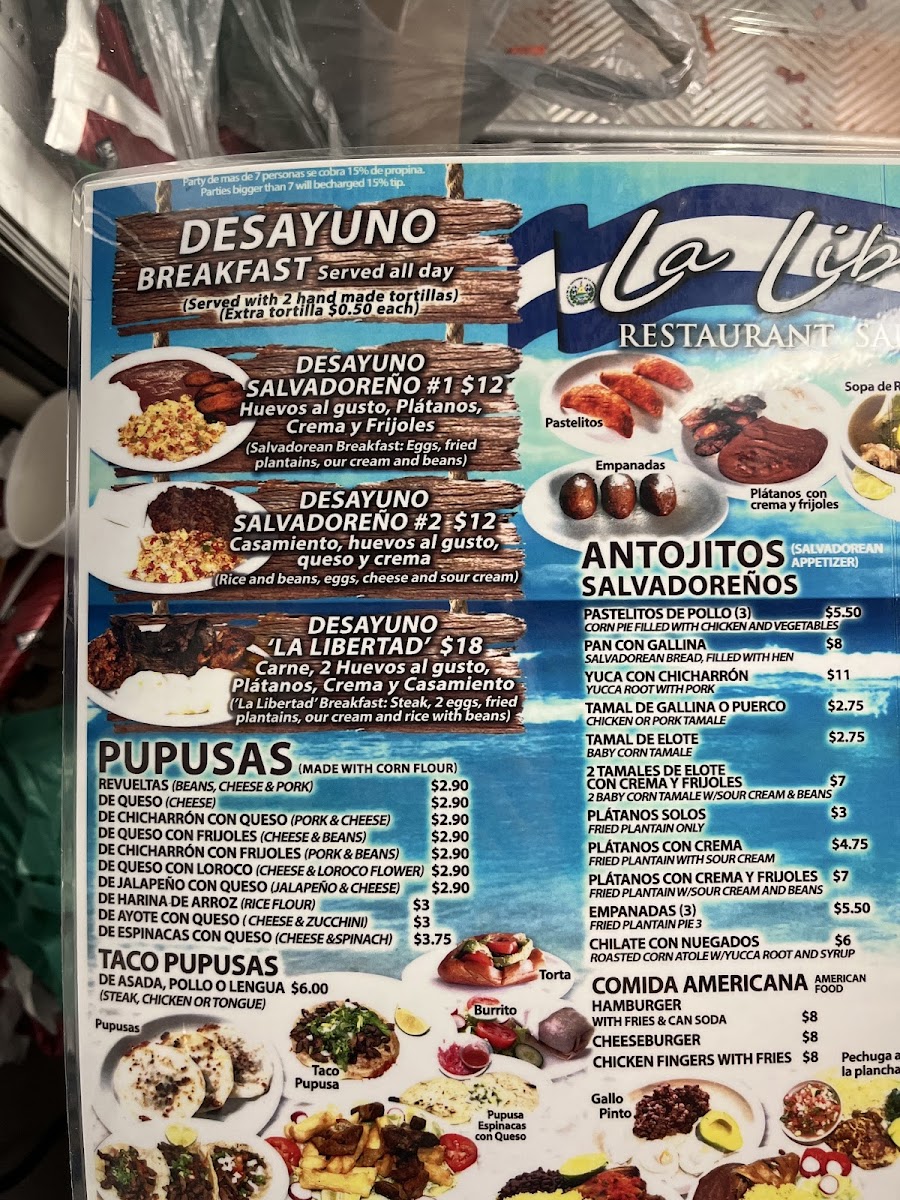 Party de mas de 7 personas se cobra 15% de propina.
Parties bigger than 7 will becharged 15% tip.
DESAYUNO
BREAKFAST Served all day
(Served with 2 hand made tortillas)
(Extra tortilla $0.50 each)
DESAYUNO
SALVADOREÑO #1 $12
Huevos al gusto, Plátanos,
Crema y Frijoles
(Salvadorean Breakfast: Eggs, fried
plantains, our cream and beans)
DESAYUNO
SALVADOREÑO #2 $12
Casamiento, huevos al gusto,
queso y crema
(Rice and beans, eggs, cheese and sour cream)
DESAYUNO
'LA LIBERTAD' $18
Carne, 2 Huevos al gusto,
Plátanos, Crema y Casamiento
('La Libertad' Breakfast: Steak, 2 eggs, fried
plantains, our cream and rice with beans)
PUPUSAS (MADE WITH CORN FLOUR)
REVUELTAS (BEANS, CHEESE & PORK) $2.90
DE QUESO (CHEESE) $2.90
DE CHICHARRÓN CON QUESO (PORK & CHEESE) $2.90
DE QUESO CON FRIJOLES (CHEESE & BEANS) $2.90
DE CHICHARRÓN CON FRIJOLES (PORK & BEANS) $2.90
DE QUESO CON LOROCO (CHEESE & LOROCO FLOWER) $2.90
DE JALAPEÑO CON QUESO (JALAPEÑO & CHEESE) $2.90
DE HARINA DE ARROZ (RICE FLOUR) $3
DE AYOTE CON QUESO ( CHEESE & ZUCCHINI) $3
DE ESPINACAS CON QUESO (CHEESE &SPINACH) $3.75
TACO PUPUSAS
DE ASADA, POLLO O LENGUA $6.00
(STEAK, CHICKEN OR TONGUE)
Pupusas
Taco
Pupusa
Torta
Burrito
Pupusa
Espinacas
con Queso
La Lib
RESTAURANT SA
Pastelitos
Empanadas
Plátanos con
crema y frijoles
Sopa de R
ANTOJITOS (SALVADOREAN
APPETIZER)
SALVADOREÑOS
PASTELITOS DE POLLO (3) $5.50
CORN PIE FILLED WITH CHICKEN AND VEGETABLES
PAN CON GALLINA $8
SALVADOREAN BREAD, FILLED WITH HEN
YUCA CON CHICHARRÓN $11
YUCCA ROOT WITH PORK
TAMAL DE GALLINA O PUERCO $2.75
CHICKEN OR PORK TAMALE
TAMAL DE ELOTE $2.75
BABY CORN TAMALE
2 TAMALES DE ELOTE
CON CREMA Y FRIJOLES $7
2 BABY CORN TAMALE W/SOUR CREAM & BEANS
PLÁTANOS SOLOS $3
FRIED PLANTAIN ONLY
PLÁTANOS CON CREMA $4.75
FRIED PLANTAIN WITH SOUR CREAM
PLÁTANOS CON CREMA Y FRIJOLES $7
FRIED PLANTAIN W/SOUR CREAM AND BEANS
EMPANADAS (3) $5.50
FRIED PLANTAIN PIE 3
CHILATE CON NUEGADOS $6
ROASTED CORN ATOLE W/YUCCA ROOT AND SYRUP
COMIDA AMERICANA AMERICAN
FOOD
HAMBURGER
WITH FRIES & CAN SODA $8
CHEESEBURGER $8
CHICKEN FINGERS WITH FRIES $8
Pechuga a
la plancha
Gallo
Pinto